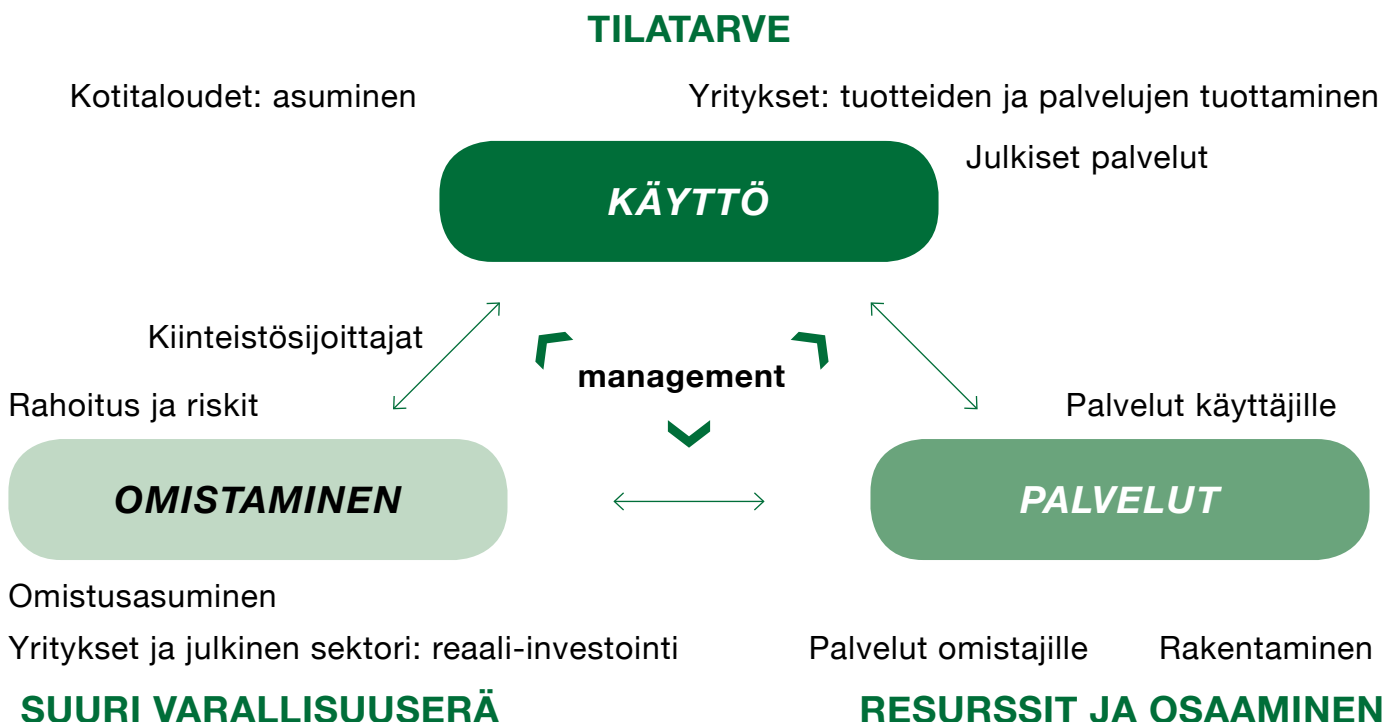 TILATARVE
Kotitaloudet: asuminen
Yritykset: tuotteiden ja palvelujen tuottaminen
Julkiset palvelut
KÄYTTÖ
Kiinteistösijoittajat
management
Rahoitus ja riskit
Palvelut käyttäjille
OMISTAMINEN
PALVELUT
Omistusasuminen
Yritykset ja julkinen sektori: reaali-investointi
Palvelut omistajille
Rakentaminen
SUURI VARALLISUUSERÄ
RESURSSIT JA OSAAMINEN